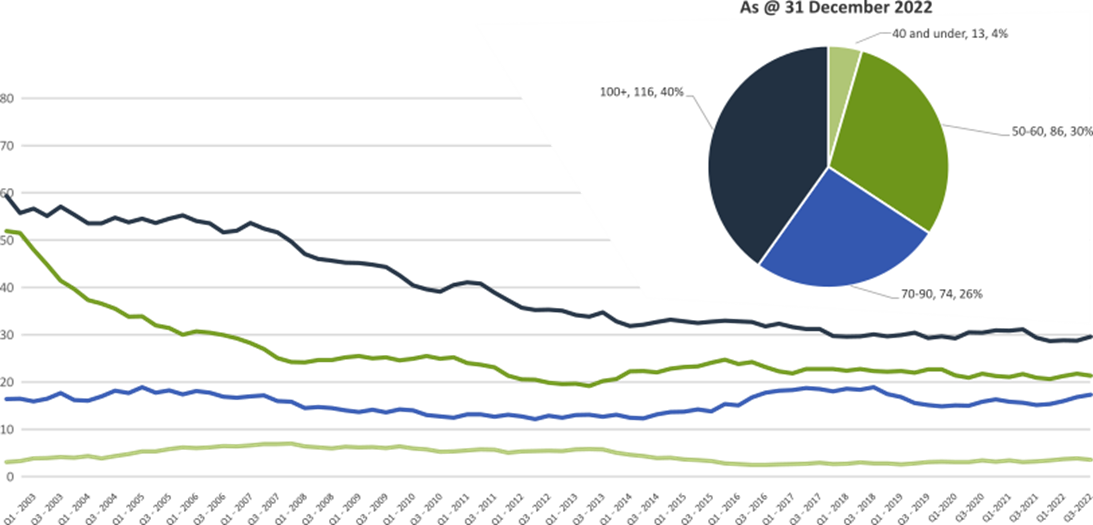 As @ 31 December 2022
40 and under, 13, 4%
100+, 116, 40%
50-60, 86, 30%
70-90, 74, 26%
80
70
60
50
40
30
20
10
0
Q1 - 2003
Q3 - 2003
Q1 - 2004
Q3 - 2004
Q1 - 2005
Q3 - 2005
Q1 - 2006
Q3 - 2006
Q1 - 2007
Q3 - 2007
Q1 - 2008
Q3 - 2008
Q1 - 2009
Q3 - 2009
Q1 - 2010
Q3 - 2010
Q1 - 2011
Q3 - 2011
Q1 - 2012
Q3 - 2012
Q1 - 2013
Q3 - 2013
Q1 - 2014
Q3 - 2014
Q1 - 2015
Q3 - 2015
Q1 - 2016
Q3 - 2016
Q1 - 2017
Q3 - 2017
Q1 - 2018
Q3 - 2018
Q1 - 2019
Q3 - 2019
Q1-2020
Q3 - 2020
Q1 - 2021
Q3 - 2021
Q1 - 2022
Q3-2022